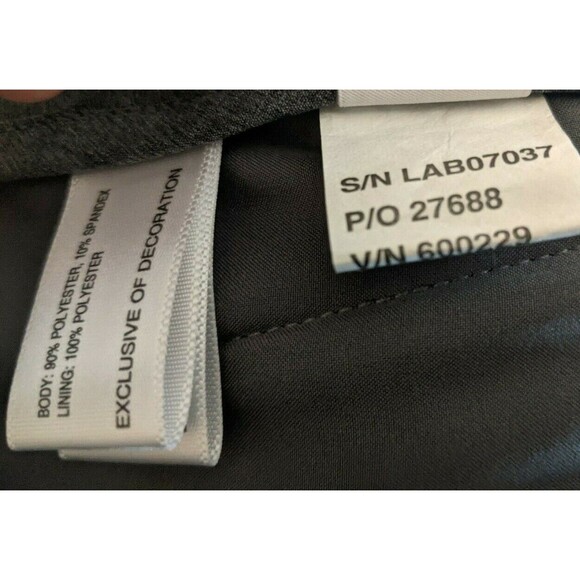 BODY: 90% POLYESTER, 10% SPANDEX
LINING: 100% POLYESTER
EXCLUSIVE OF DECORATION
S/N LAB07037
P/O 27688
V/N 600229